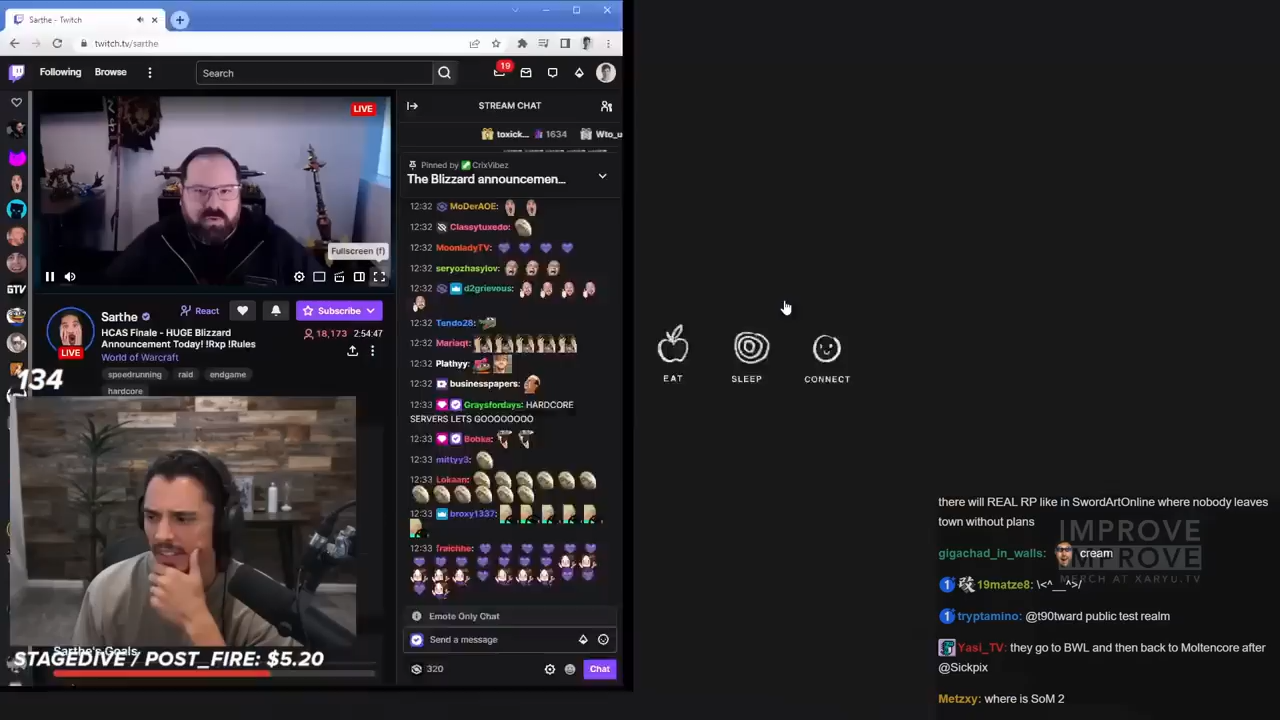 Sarthe - Twitch
twitch.tv/sarthe
Following
Browse
Search
19
LIVE
STREAM CHAT
toxick...
1634
Wto_u
Pinned by CrixVibez
The Blizzard announcemen...
Fullscreen (f)
12:32 MoDerAOE:
12:32 Classytuxedo:
12:32 MoonladyTV:
12:32 seryozhasylov:
12:32 d2grievous:
12:32 Tando28:
12:32 Mariaqt:
12:32 Plathyy:
12:32 businesspapers:
12:33 Graysfordays: HARDCORE
SERVERS LETS GOOOOOOOO
12:33 Bobka:
12:33 mittyy3:
12:33 Lokaan:
12:33 broxy1337:
12:33 Traichhe:
Emote Only Chat
Send a message
320
Chat
GTV
Sarthe
React
Subscribe
HCAS Finale - HUGE Blizzard
Announcement Today! !Rxp !Rules
World of Warcraft
18,173
2:54:47
LIVE
speedrunning
raid
endgame
hardcore
134
Sarthe's Goals
STAGEDIVE / POST_FIRE: $5.20
EAT
SLEEP
CONNECT
there will REAL RP like in SwordArtOnline where nobody leaves
town without plans
gigachad_in_walls: cream
19matze8: \<^__^>/
tryptamino: @t90tward public test realm
Yasi_TV: they go to BWL and then back to Moltencore after
@Sickpix
Metzxy: where is SoM 2
IMPROVE
IMPROVE
MERCH AT XARYU.TV